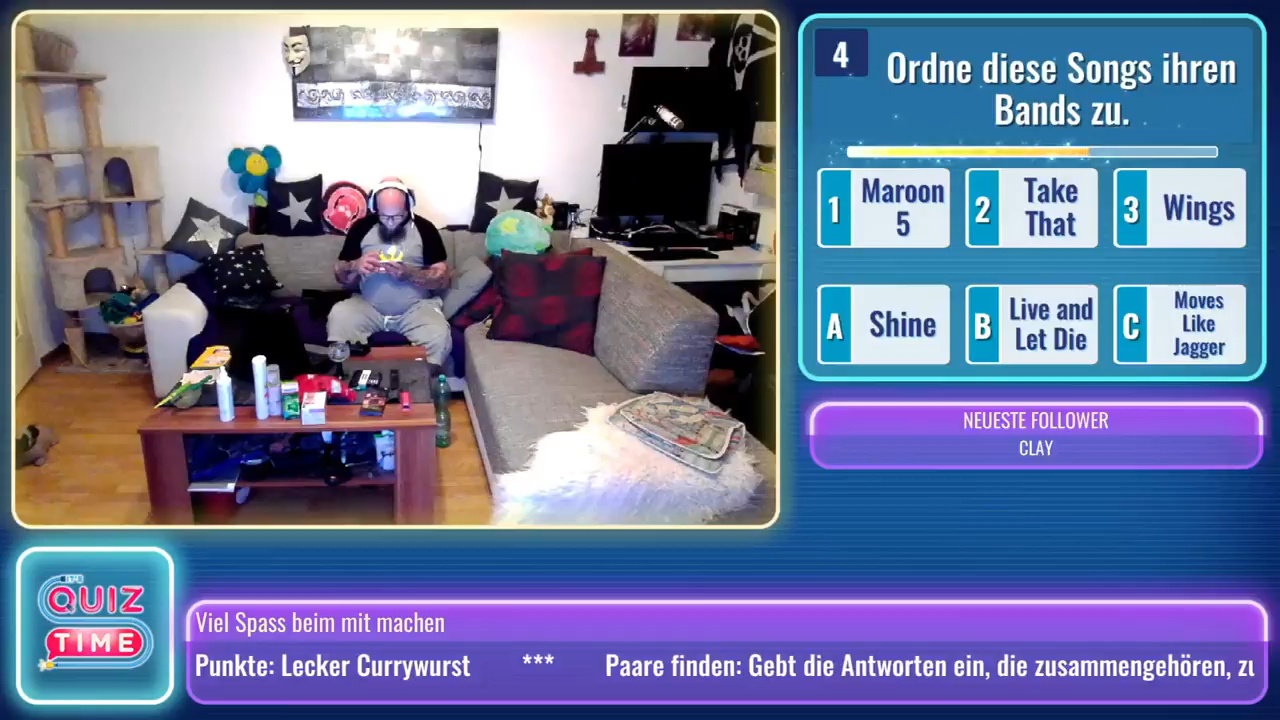 4
Ordne diese Songs ihren
Bands zu.
1
Maroon
5
2
Take
That
3
Wings
A
Shine
B
Live and
Let Die
C
Moves
Like
Jagger
NEUESTE FOLLOWER
CLAY
IT'S
QUIZ
TIME
Viel Spass beim mit machen
Punkte: Lecker Currywurst *** Paare finden: Gebt die Antworten ein, die zusammengehören, zu